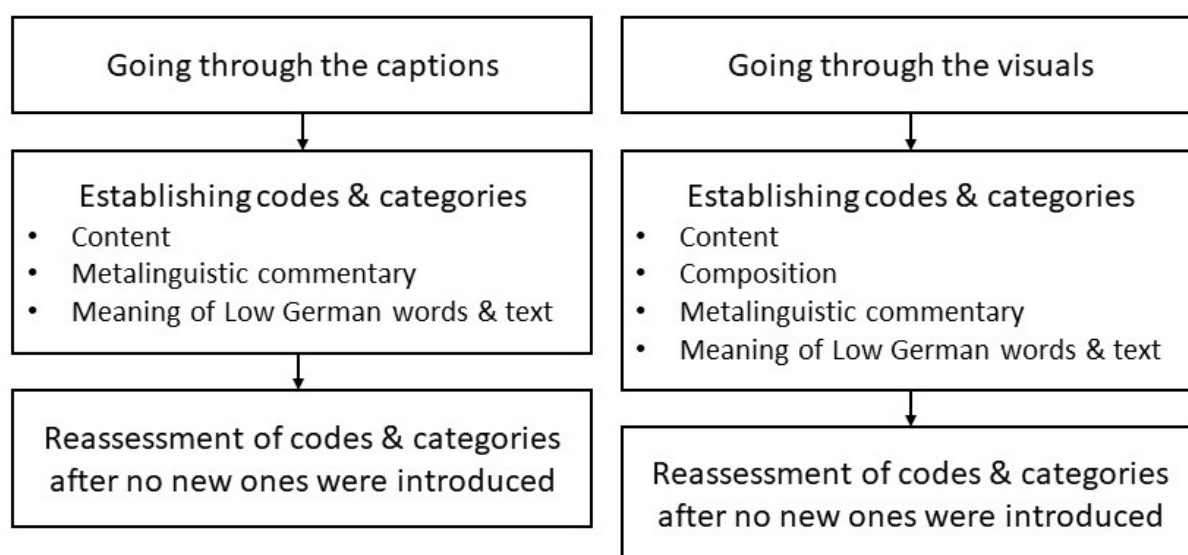 Going through the captions
Establishing codes & categories
• Content
• Metalinguistic commentary
• Meaning of Low German words & text
Reassessment of codes & categories
after no new ones were introduced
Going through the visuals
Establishing codes & categories
• Content
• Composition
• Metalinguistic commentary
• Meaning of Low German words & text
Reassessment of codes & categories
after no new ones were introduced